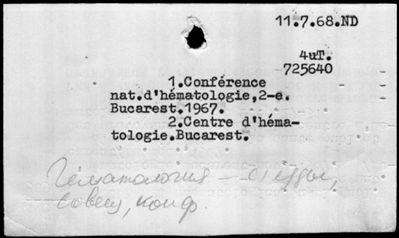 11.7.68.ND
4uT.
725640
1.Conférence
nat.d'hématologie,2-e.
Bucarest.1967.
2.Centre d'héma-
tologie.Bucarest.
Гематология – съезды,
совещ, конф.